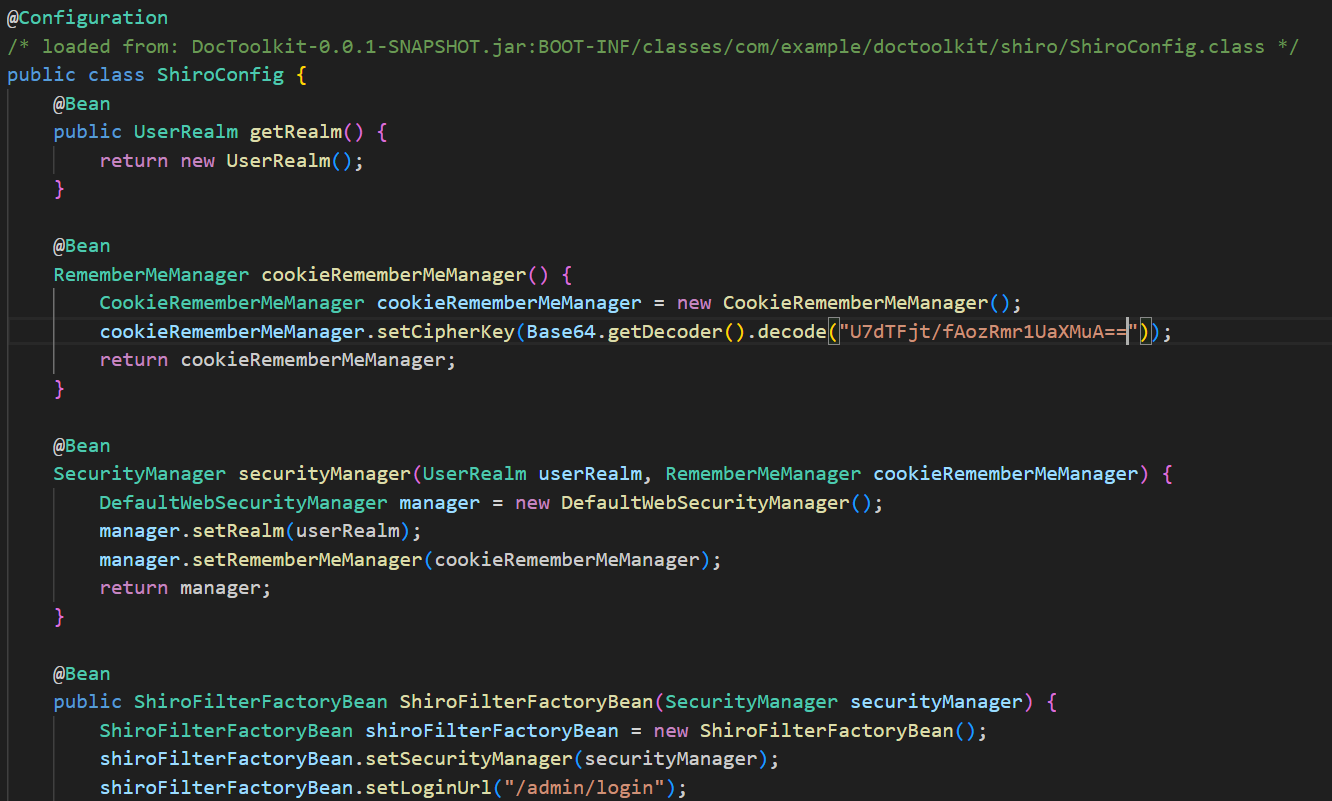 @Configuration
/* loaded from: DocToolkit-0.0.1-SNAPSHOT.jar:BOOT-INF/classes/com/example/doctoolkit/shiro/ShiroConfig.class */
public class ShiroConfig {
    @Bean
    public UserRealm getRealm() {
        return new UserRealm();
    }
    @Bean
    RememberMeManager cookieRememberMeManager() {
        CookieRememberMeManager cookieRememberMeManager = new CookieRememberMeManager();
        cookieRememberMeManager.setCipherKey(Base64.getDecoder().decode("U7dTFjt/fAozRmr1UaXMuA=="));
        return cookieRememberMeManager;
    }
    @Bean
    SecurityManager securityManager(UserRealm userRealm, RememberMeManager cookieRememberMeManager) {
        DefaultWebSecurityManager manager = new DefaultWebSecurityManager();
        manager.setRealm(userRealm);
        manager.setRememberMeManager(cookieRememberMeManager);
        return manager;
    }
    @Bean
    public ShiroFilterFactoryBean ShiroFilterFactoryBean(SecurityManager securityManager) {
        ShiroFilterFactoryBean shiroFilterFactoryBean = new ShiroFilterFactoryBean();
        shiroFilterFactoryBean.setSecurityManager(securityManager);
        shiroFilterFactoryBean.setLoginUrl("/admin/login");